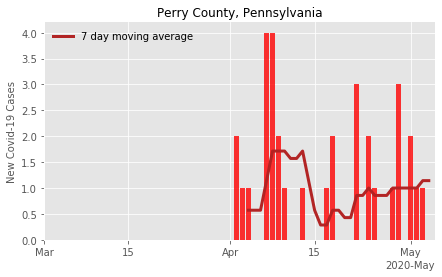 Perry County, Pennsylvania
7 day moving average
New Covid-19 Cases
4.0
3.5
3.0
2.5
2.0
1.5
1.0
0.5
0.0
Mar 15 Apr 15 May
2020-May